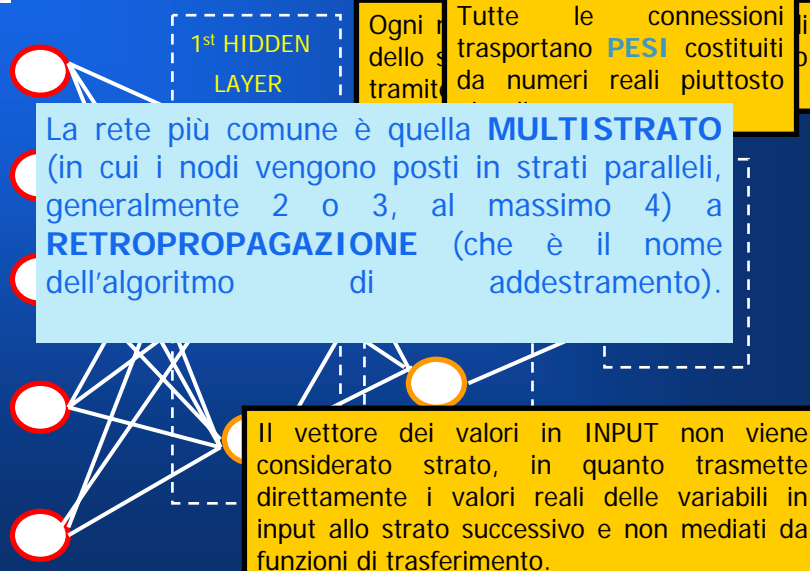 1st HIDDEN
LAYER
Ogni
dello
Tutte le connessioni
trasportano PESI costituiti
da numeri reali piuttosto
La rete più comune è quella MULTISTRATO
(in cui i nodi vengono posti in strati paralleli,
generalmente 2 o 3, al massimo 4) a
RETROPROPAGAZIONE (che è il nome
dell'algoritmo di addestramento).
Il vettore dei valori in INPUT non viene
considerato strato, in quanto trasmette
direttamente i valori reali delle variabili in
input allo strato successivo e non mediati da
funzioni di trasferimento.